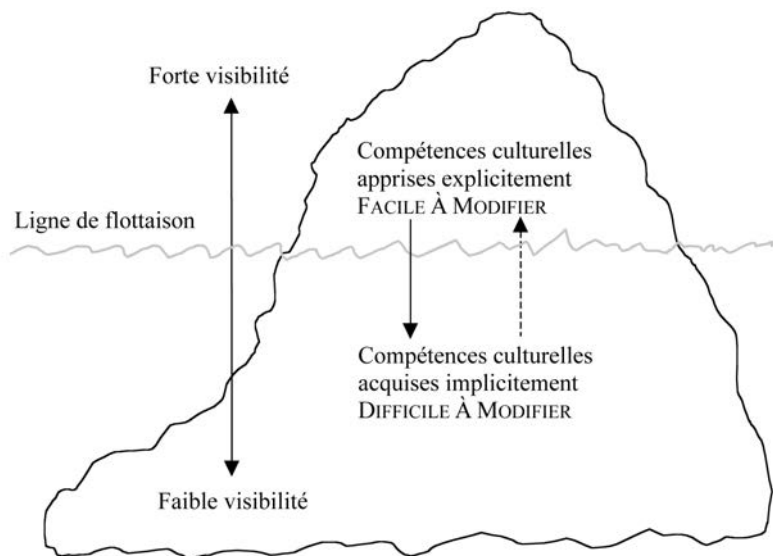 Forte visibilité
Compétences culturelles
apprises explicitement
FACILE À MODIFIER
Ligne de flottaison
Compétences culturelles
acquises implicitement
DIFFICILE À MODIFIER
Faible visibilité